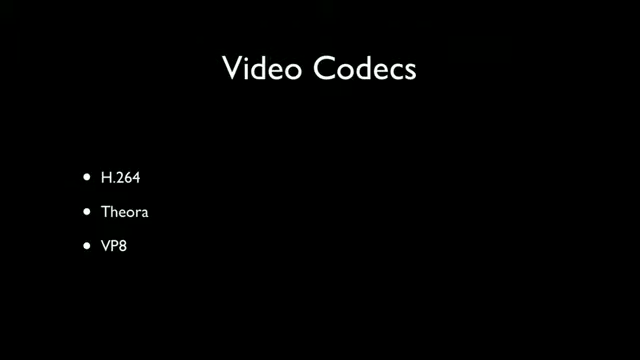 Video Codecs
• H.264
• Theora
• VP8